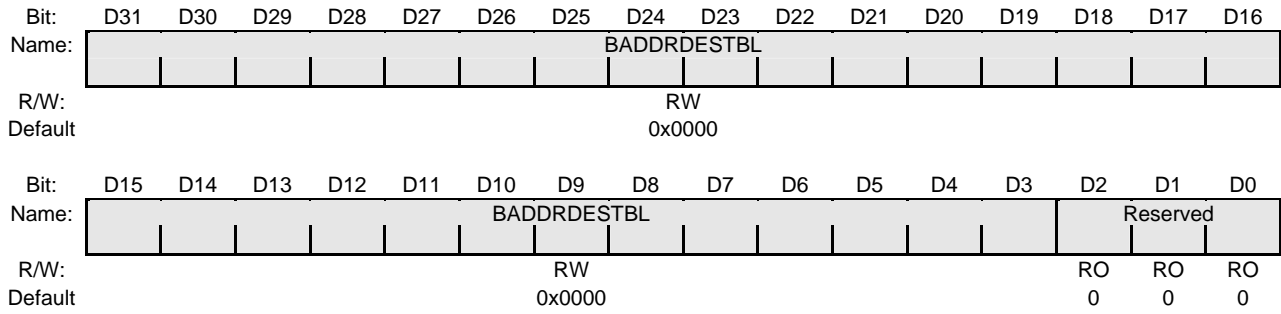 Bit: D31 D30 D29 D28 D27 D26 D25 D24 D23 D22 D21 D20 D19 D18 D17 D16
Name: BADDRDESTBL
R/W: RW
Default 0x0000
Bit: D15 D14 D13 D12 D11 D10 D9 D8 D7 D6 D5 D4 D3 D2 D1 D0
Name: BADDRDESTBL Reserved
R/W: RW RO RO RO
Default 0x0000 0 0 0